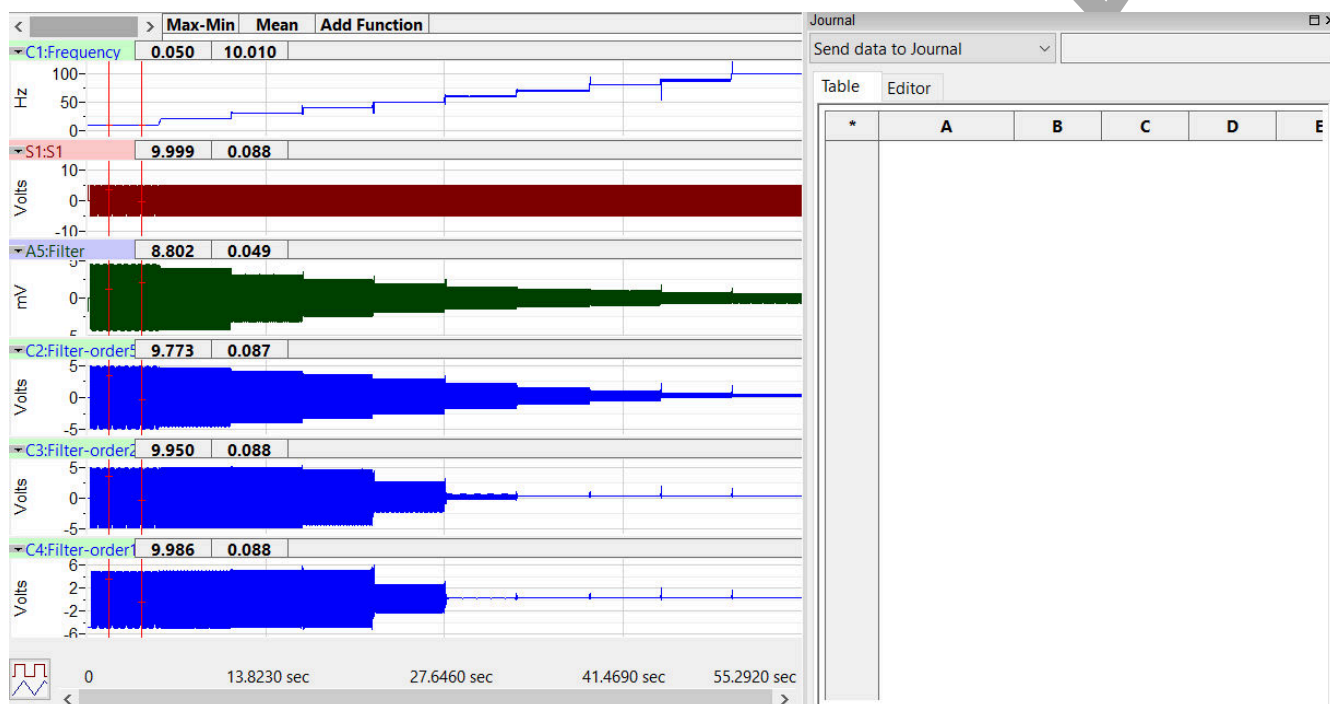 < > Max-Min Mean Add Function
C1:Frequency 0.050 10.010
100-
50-
0-
Hz
S1:S1 9.999 0.088
10-
0-
-10-
Volts
A5:Filter 8.802 0.049
5-
0-
mV
C2:Filter-order5 9.773 0.087
5-
0-
-5-
Volts
C3:Filter-order2 9.950 0.088
5-
0-
-5-
Volts
C4:Filter-order1 9.986 0.088
6-
2-
-2-
-6-
Volts
0 13.8230 sec 27.6460 sec 41.4690 sec 55.2920 sec
< >
Journal
Send data to Journal
Table Editor
* A B C D E